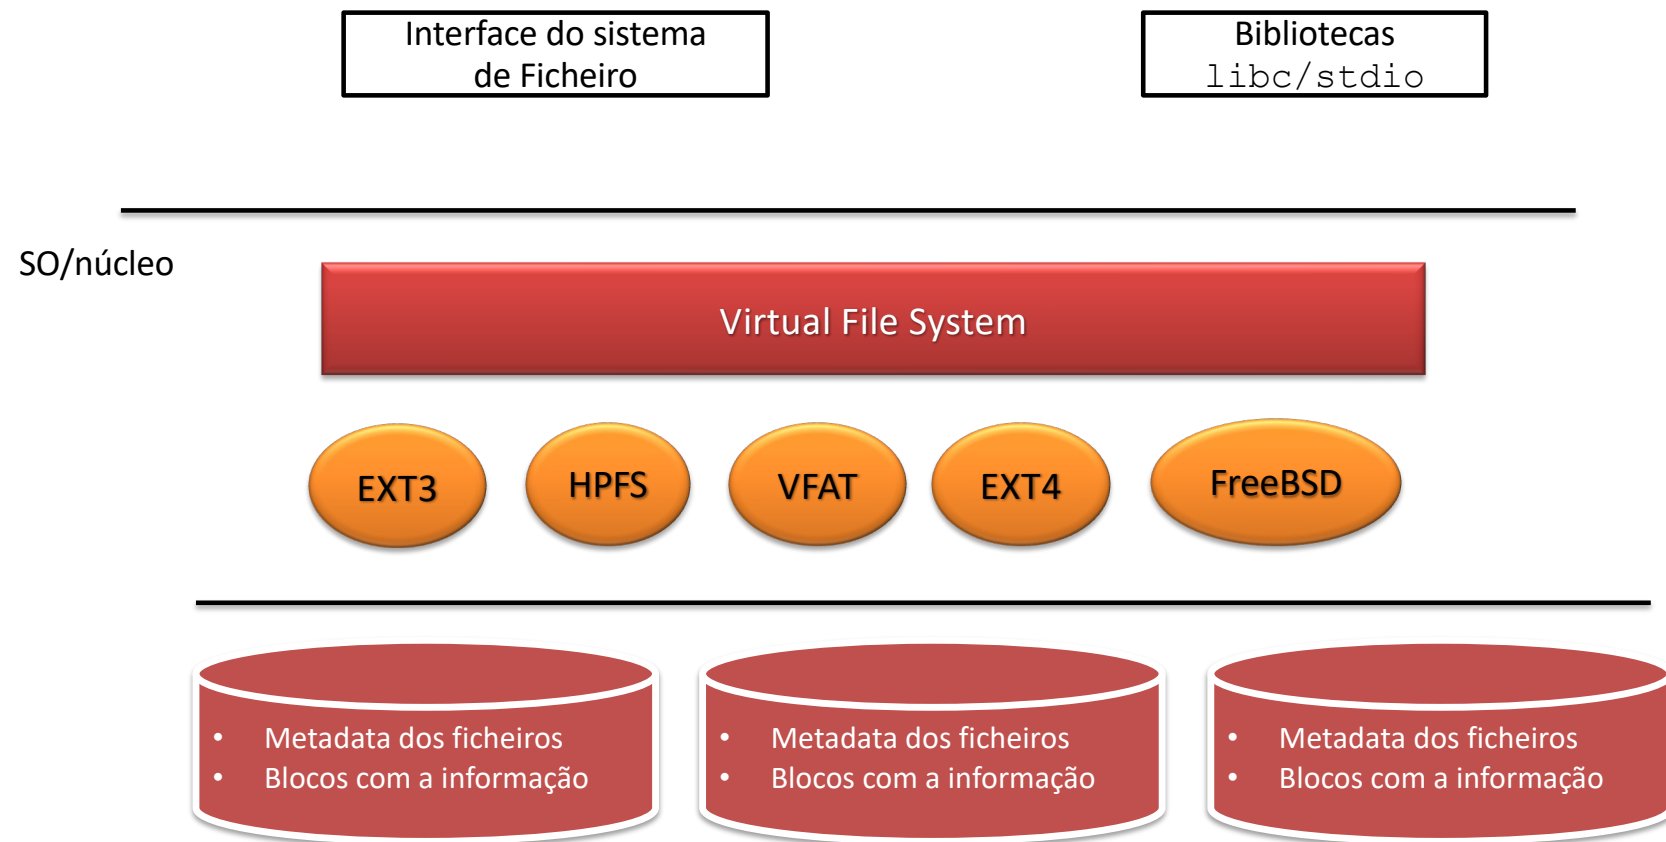 Interface do sistema
de Ficheiro
Bibliotecas
libc/stdio
SO/núcleo
Virtual File System
EXT3
HPFS
VFAT
EXT4
FreeBSD
• Metadata dos ficheiros
• Blocos com a informação
• Metadata dos ficheiros
• Blocos com a informação
• Metadata dos ficheiros
• Blocos com a informação